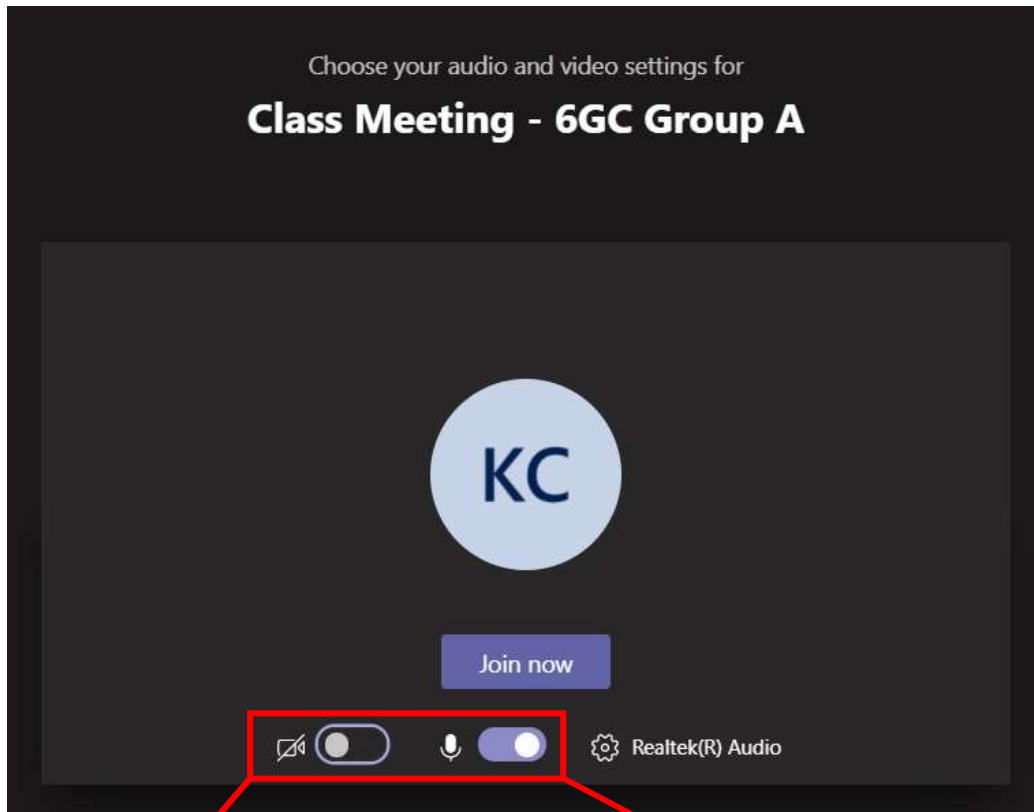 Choose your audio and video settings for
Class Meeting - 6GC Group A
KC
Join now
Realtek(R) Audio